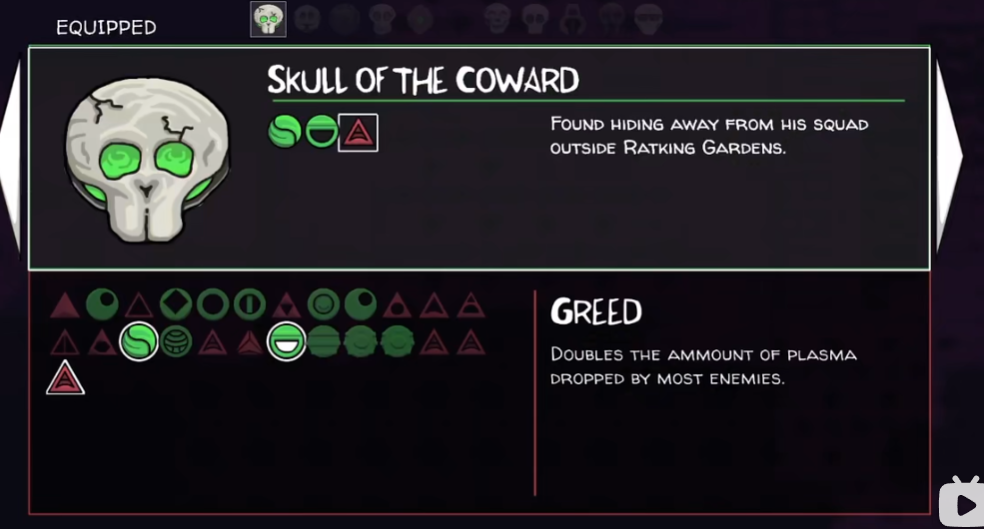 EQUIPPED
SKULL OF THE COWARD
FOUND HIDING AWAY FROM HIS SQUAD
OUTSIDE RATKING GARDENS.
GREED
DOUBLES THE AMMOUNT OF PLASMA
DROPPED BY MOST ENEMIES.